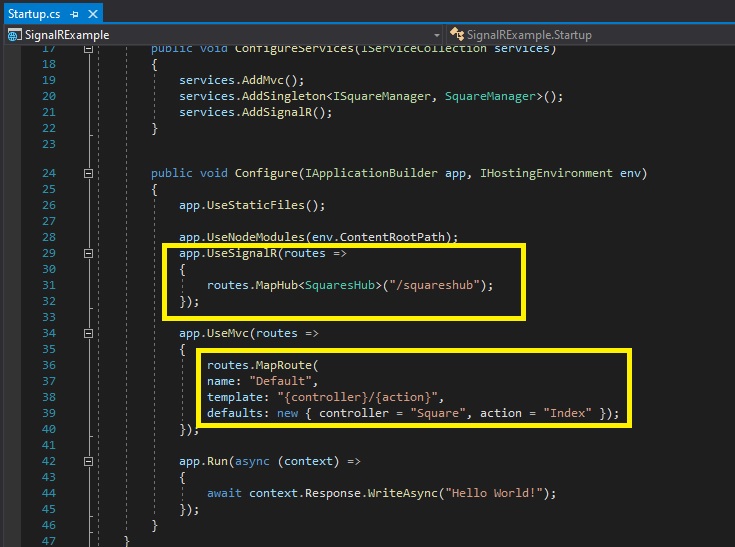 Startup.cs
SignalRExample SignalRExample.Startup
17 public void ConfigureServices(IServiceCollection services)
18 {
19 services.AddMvc();
20 services.AddSingleton<ISquareManager, SquareManager>();
21 services.AddSignalR();
22 }
23
24 public void Configure(IApplicationBuilder app, IHostingEnvironment env)
25 {
26 app.UseStaticFiles();
27
28 app.UseNodeModules(env.ContentRootPath);
29 app.UseSignalR(routes =>
30 {
31 routes.MapHub<SquaresHub>("/squareshub");
32 });
33
34 app.UseMvc(routes =>
35 {
36 routes.MapRoute(
37 name: "Default",
38 template: "{controller}/{action}",
39 defaults: new { controller = "Square", action = "Index" });
40 });
41
42 app.Run(async (context) =>
43 {
44 await context.Response.WriteAsync("Hello World!");
45 });
46 }
47 }